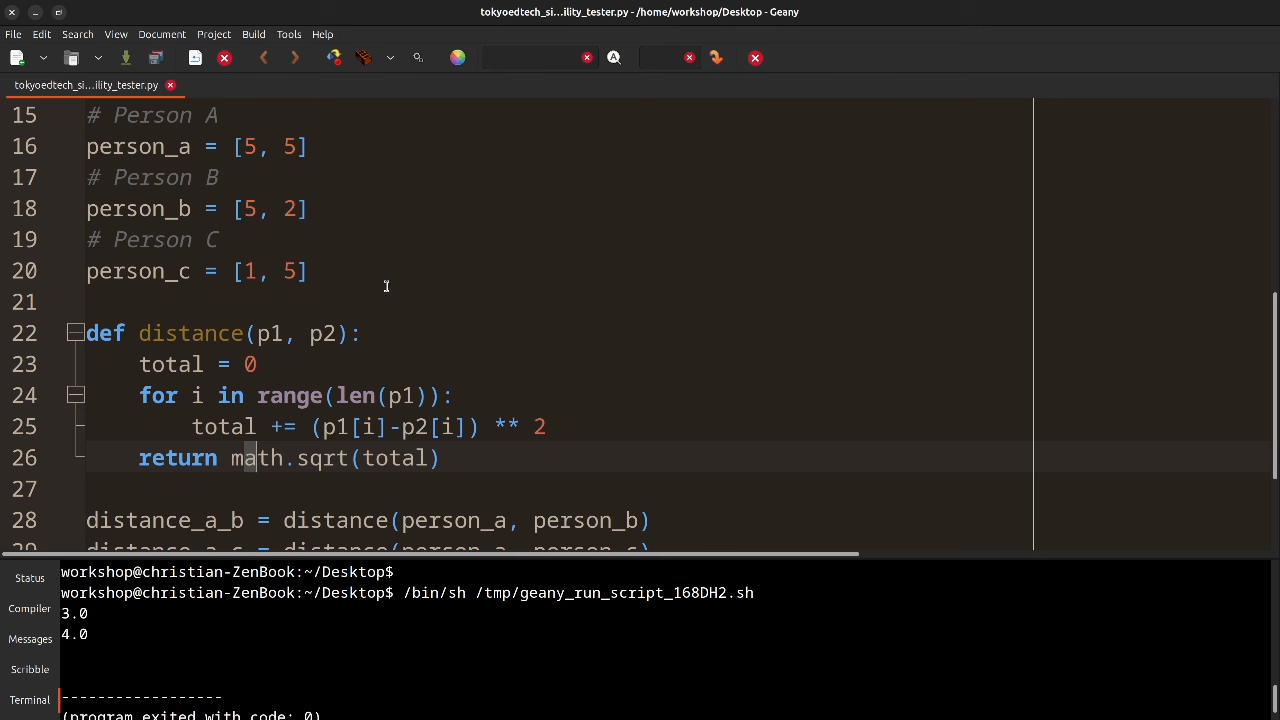 tokyoedtech_si...ility_tester.py - /home/workshop/Desktop - Geany
File Edit Search View Document Project Build Tools Help
tokyoedtech_si...ility_tester.py
15 # Person A
16 person_a = [5, 5]
17 # Person B
18 person_b = [5, 2]
19 # Person C
20 person_c = [1, 5]
21
22 def distance(p1, p2):
23 total = 0
24 for i in range(len(p1)):
25 total += (p1[i]-p2[i]) ** 2
26 return math.sqrt(total)
27
28 distance_a_b = distance(person_a, person_b)
29 distance_a_c = distance(person_a, person_c)
Status
Compiler
Messages
Scribble
Terminal
workshop@christian-ZenBook:~/Desktop$
workshop@christian-ZenBook:~/Desktop$ /bin/sh /tmp/geany_run_script_168DH2.sh
3.0
4.0
------------------
(program exited with code: 0)